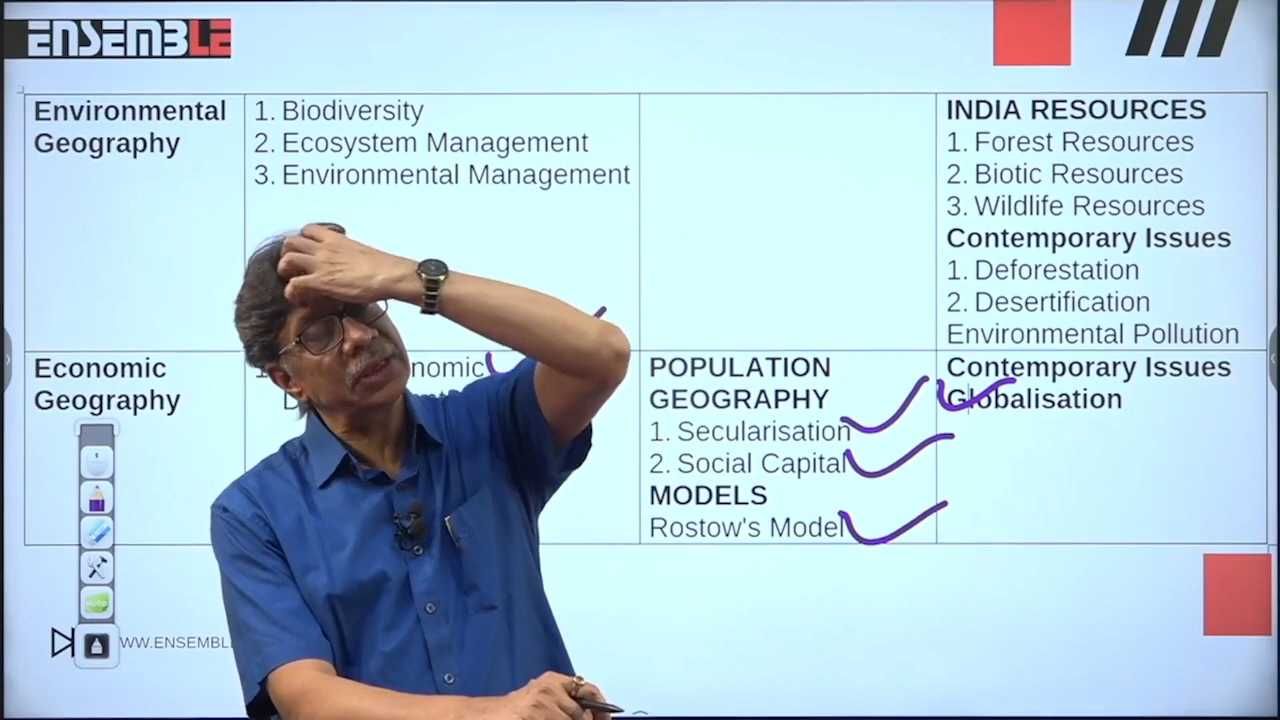 ENSEMBLE
Environmental
Geography
1. Biodiversity
2. Ecosystem Management
3. Environmental Management
INDIA RESOURCES
1. Forest Resources
2. Biotic Resources
3. Wildlife Resources
Contemporary Issues
1. Deforestation
2. Desertification
Environmental Pollution
Economic
Geography
POPULATION
GEOGRAPHY
1. Secularisation
2. Social Capital
MODELS
Rostow's Model
Contemporary Issues
Globalisation
Note